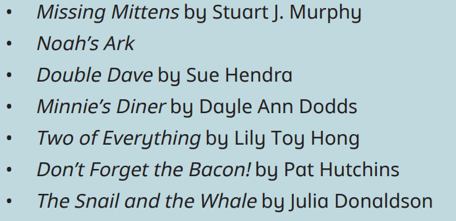 • Missing Mittens by Stuart J. Murphy
• Noah's Ark
• Double Dave by Sue Hendra
• Minnie's Diner by Dayle Ann Dodds
• Two of Everything by Lily Toy Hong
• Don't Forget the Bacon! by Pat Hutchins
• The Snail and the Whale by Julia Donaldson